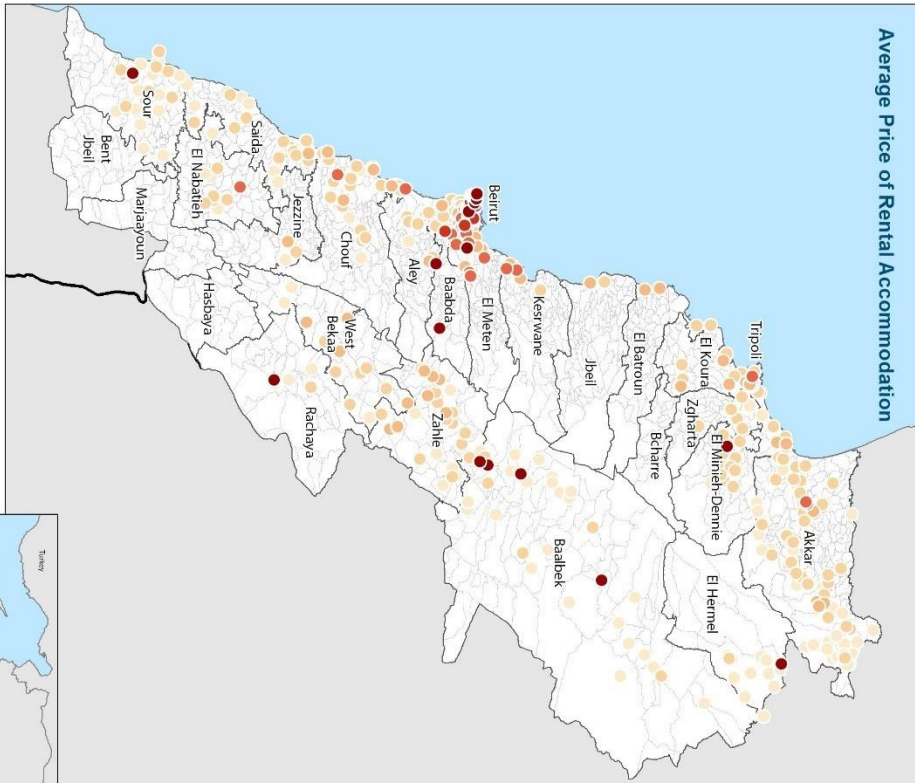 Average Price of Rental Accommodation
Tripoli
Akkar
El Koura
Zgharta
El Minieh-Dennie
El Batroun
Bcharre
El Hermel
Jbeil
Kesrwane
Baalbek
Beirut
El Meten
Baabda
Aley
Zahle
Chouf
West
Bekaa
Rachaya
Jezzine
Saida
El Nabatieh
Hasbaya
Sour
Marjaayoun
Bent
Jbeil
Turkey